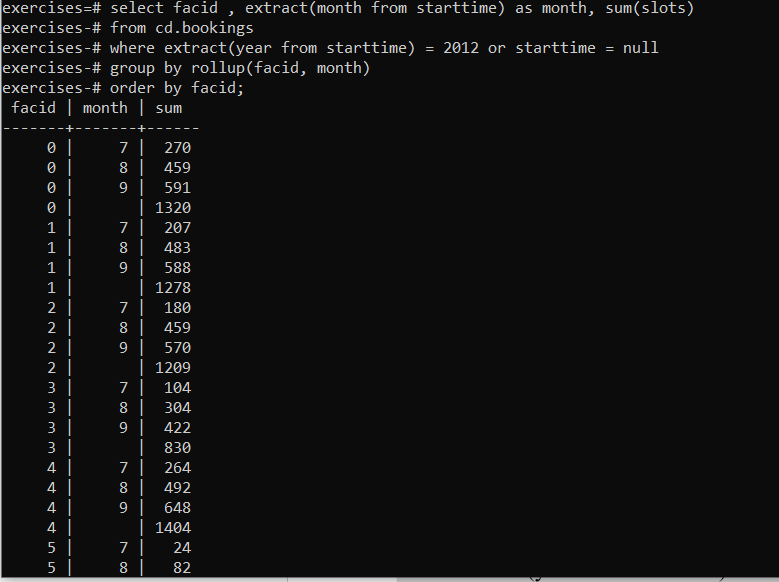 exercises=# select facid , extract(month from starttime) as month, sum(slots)
exercises-# from cd.bookings
exercises-# where extract(year from starttime) = 2012 or starttime = null
exercises-# group by rollup(facid, month)
exercises-# order by facid;
 facid | month | sum
-------+-------+------
     0 |     7 |  270
     0 |     8 |  459
     0 |     9 |  591
     0 |       | 1320
     1 |     7 |  207
     1 |     8 |  483
     1 |     9 |  588
     1 |       | 1278
     2 |     7 |  180
     2 |     8 |  459
     2 |     9 |  570
     2 |       | 1209
     3 |     7 |  104
     3 |     8 |  304
     3 |     9 |  422
     3 |       |  830
     4 |     7 |  264
     4 |     8 |  492
     4 |     9 |  648
     4 |       | 1404
     5 |     7 |   24
     5 |     8 |   82